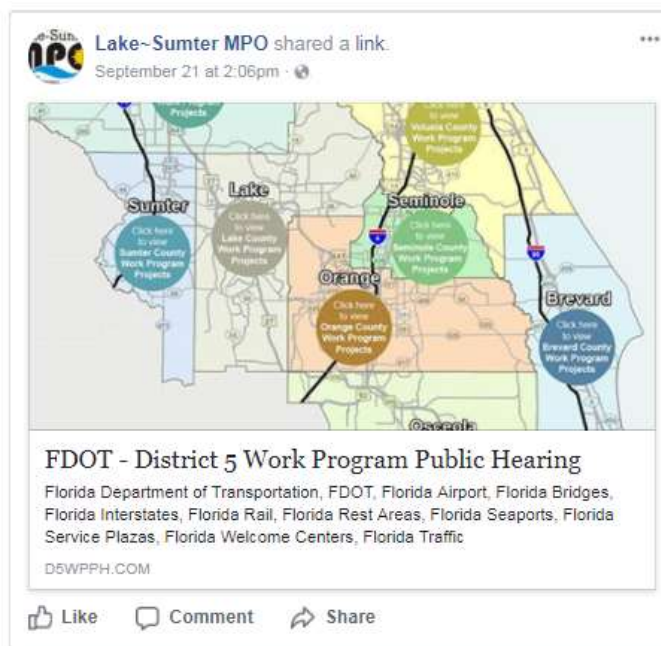 e-Sun
MPO
Lake~Sumter MPO shared a link.
September 21 at 2:06pm ·
Work Program
Projects
Click here
to view
Volusia County
Work Program
Projects
Lake
Sumter
Seminole
Click here
to view
Sumter County
Work Program
Projects
Click here
to view
Lake County
Work Program
Projects
Click here
to view
Seminole County
Work Program
Projects
Orange
Click here
to view
Orange County
Work Program
Projects
Brevard
Click here
to view
Brevard County
Work Program
Projects
Osceola
FDOT - District 5 Work Program Public Hearing
Florida Department of Transportation, FDOT, Florida Airport, Florida Bridges,
Florida Interstates, Florida Rail, Florida Rest Areas, Florida Seaports, Florida
Service Plazas, Florida Welcome Centers, Florida Traffic
D5WPPH.COM
Like Comment Share